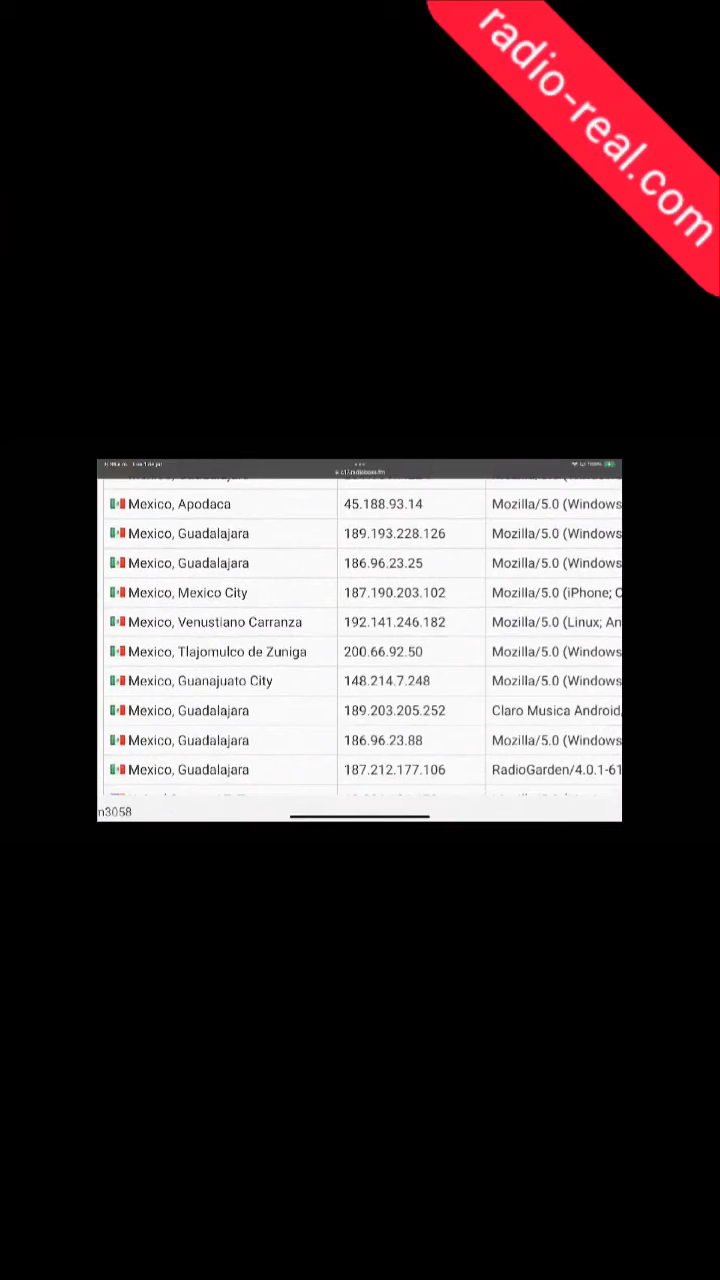 radio-real.com
Mexico, Apodaca 45.188.93.14 Mozilla/5.0 (Windows
Mexico, Guadalajara 189.193.228.126 Mozilla/5.0 (Windows
Mexico, Guadalajara 186.96.23.25 Mozilla/5.0 (Windows
Mexico, Mexico City 187.190.203.102 Mozilla/5.0 (iPhone; C
Mexico, Venustiano Carranza 192.141.246.182 Mozilla/5.0 (Linux; An
Mexico, Tlajomulco de Zuniga 200.66.92.50 Mozilla/5.0 (Windows
Mexico, Guanajuato City 148.214.7.248 Mozilla/5.0 (Windows
Mexico, Guadalajara 189.203.205.252 Claro Musica Android,
Mexico, Guadalajara 186.96.23.88 Mozilla/5.0 (Windows
Mexico, Guadalajara 187.212.177.106 RadioGarden/4.0.1-61
n3058